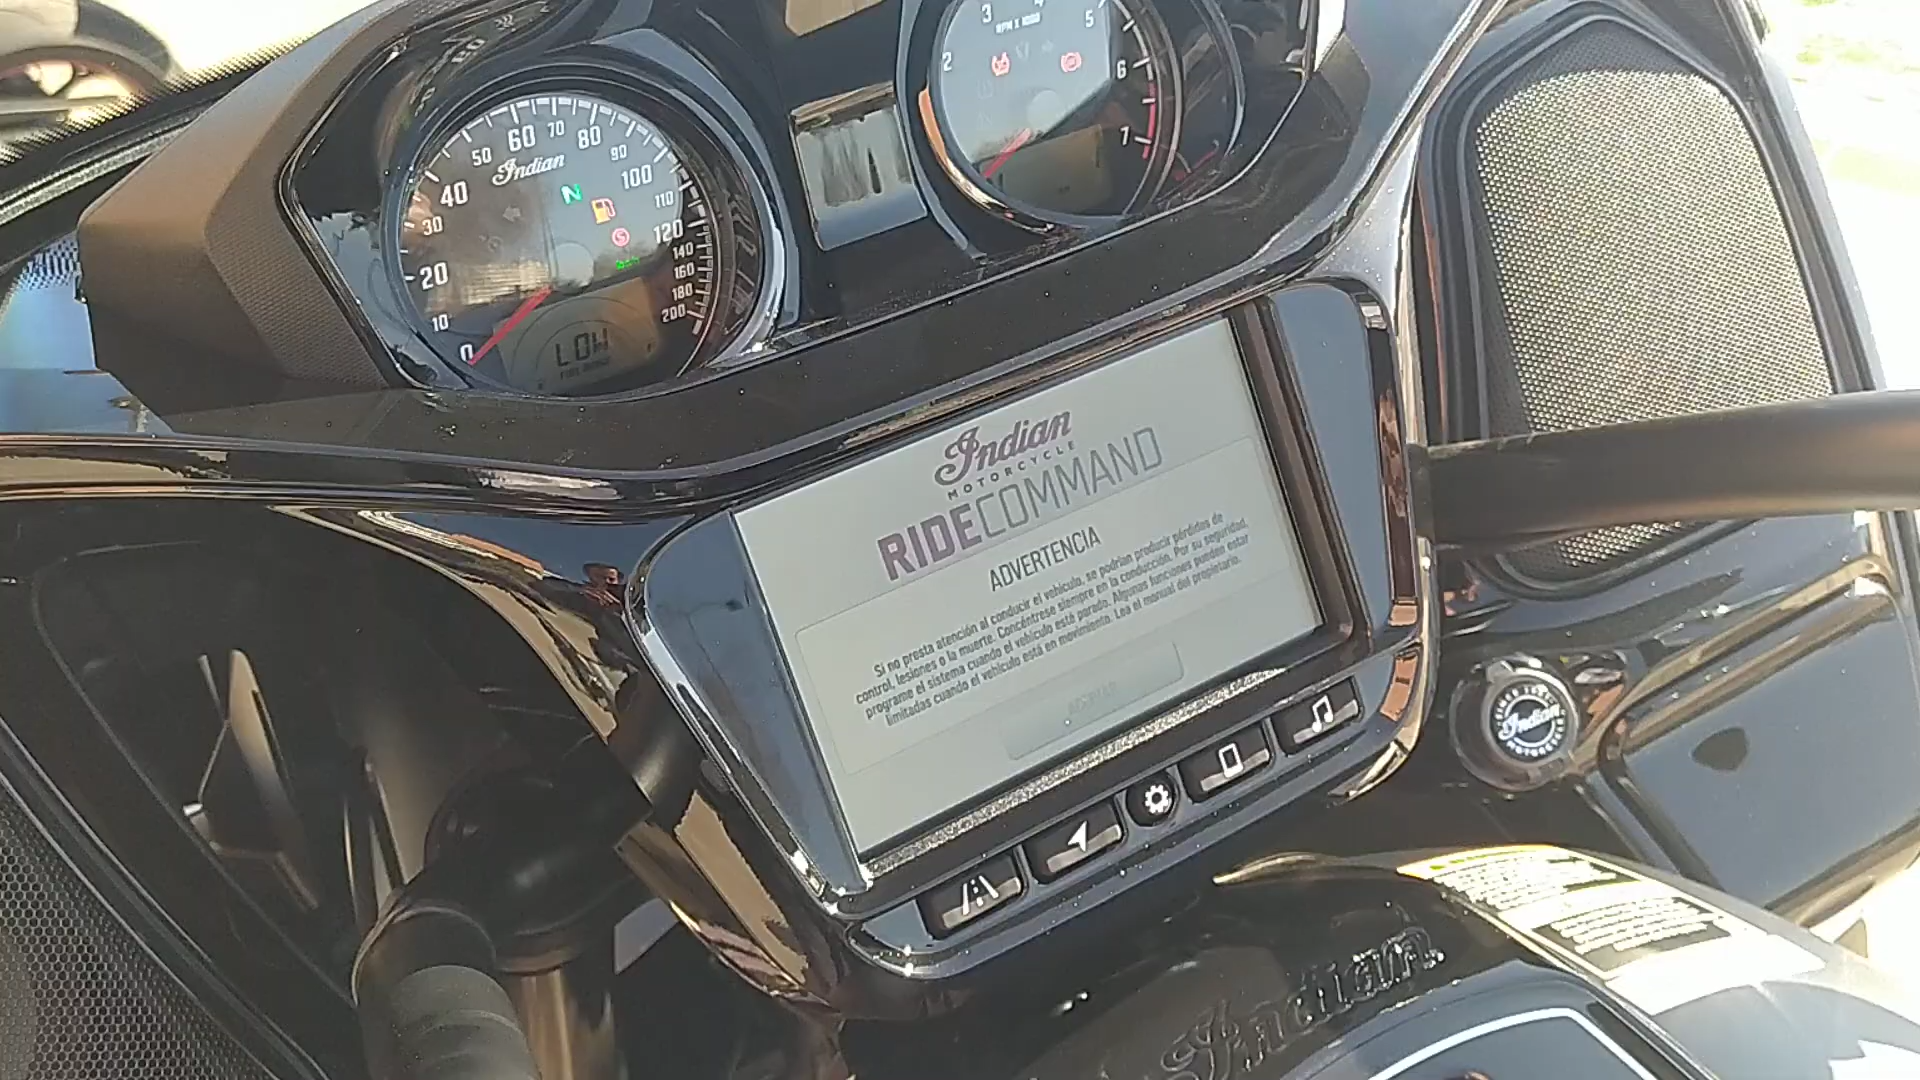 3 4 5
RPM X 1000
2 6
7
60 70 80
50 90
40 Indian 100
30 N 110
20 120
140
160
10 180
200
0 LOW
Indian
MOTORCYCLE
RIDECOMMAND
ADVERTENCIA
Si no presta atención al conducir el vehículo, se podrían producir pérdidas de
control, lesiones o la muerte. Concéntrese siempre en la conducción. Por su seguridad,
programe el sistema cuando el vehículo esté parado. Algunas funciones pueden estar
limitadas cuando el vehículo está en movimiento. Lea el manual del propietario.
Indian
MOTORCYCLE
Indian